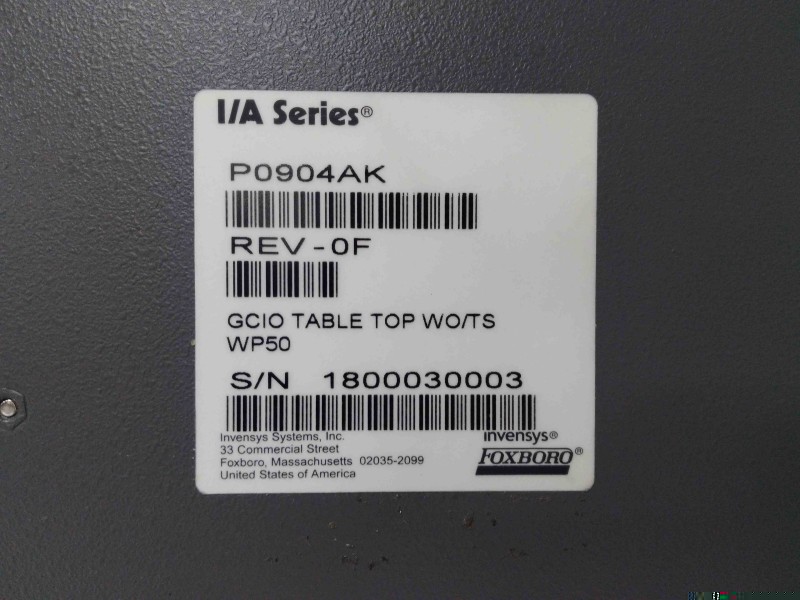 I/A Series®
P0904AK
REV-0F
GCIO TABLE TOP WO/TS
WP50
S/N 1800030003
Invensys Systems, Inc.
33 Commercial Street
Foxboro, Massachusetts 02035-2099
United States of America
invensys®
FOXBORO®